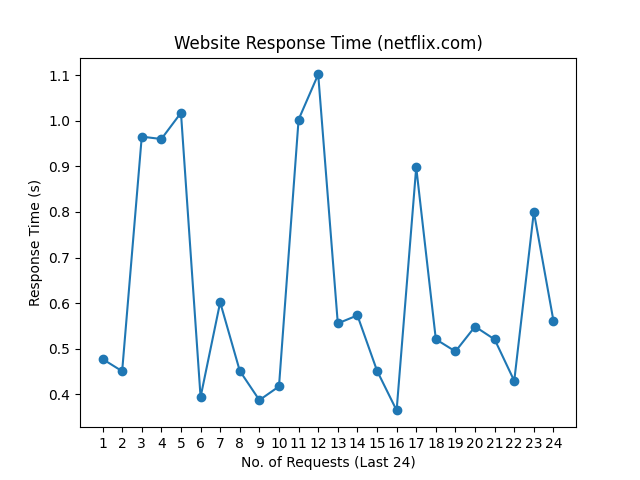 Website Response Time (netflix.com)
1.1
1.0
0.9
0.8
0.7
0.6
0.5
0.4
Response Time (s)
1 2 3 4 5 6 7 8 9 10 11 12 13 14 15 16 17 18 19 20 21 22 23 24
No. of Requests (Last 24)